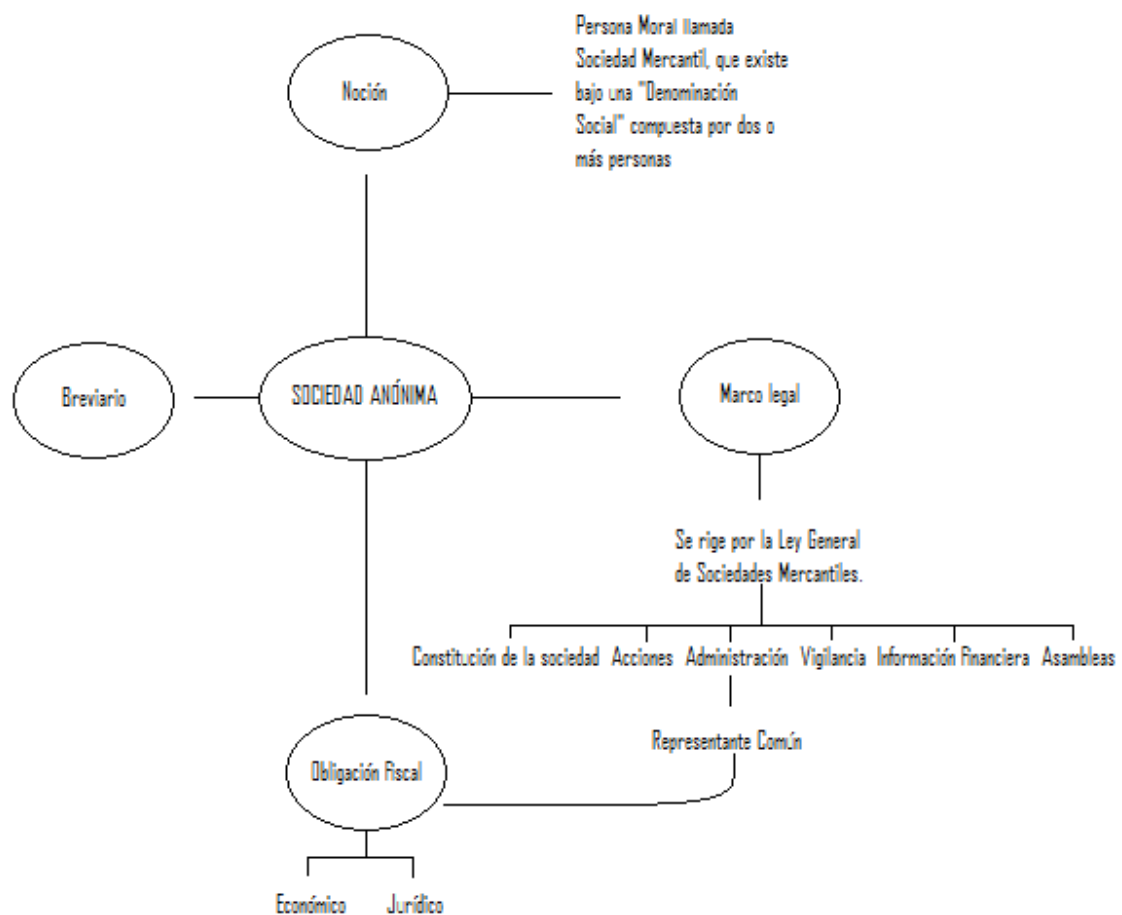 Persona Moral llamada
Sociedad Mercantil, que existe
bajo una "Denominación
Social" compuesta por dos o
más personas
Noción
Breviario
SOCIEDAD ANÓNIMA
Marco legal
Se rige por la Ley General
de Sociedades Mercantiles.
Constitución de la sociedad Acciones Administración Vigilancia Información Financiera Asambleas
Representante Común
Obligación Fiscal
Económico Jurídico